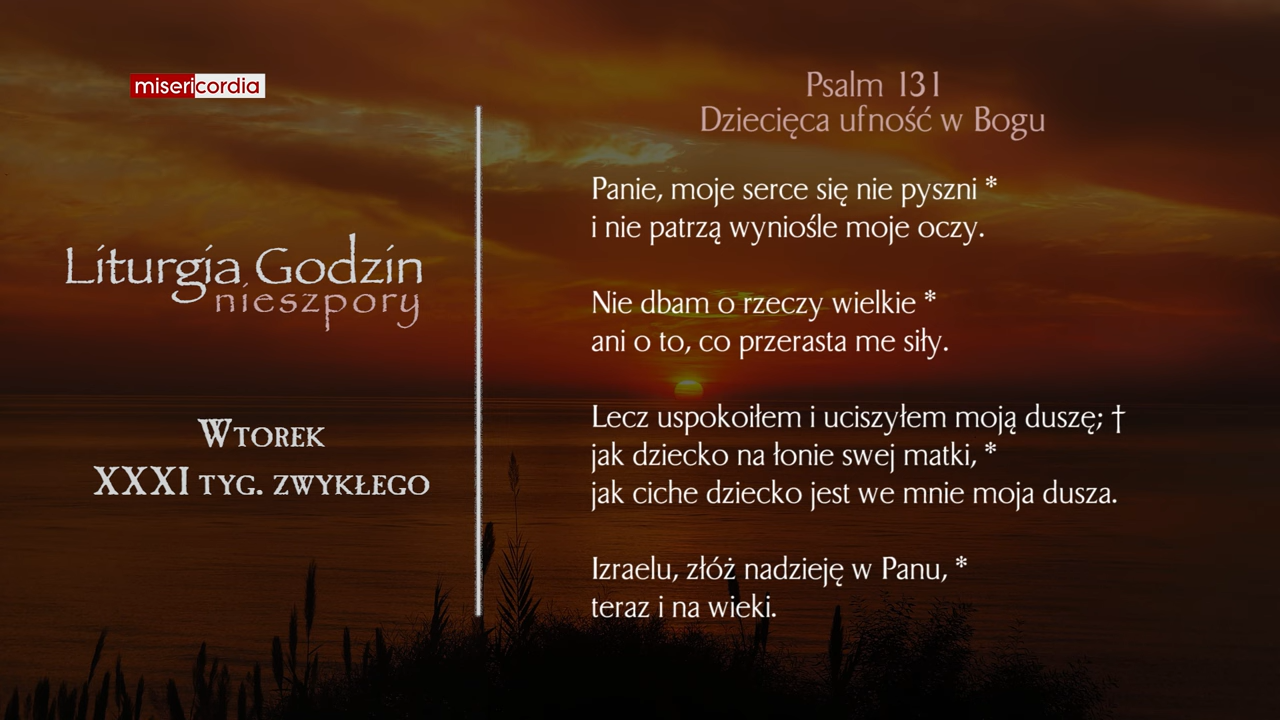 misericordia
Liturgia Godzin
nieszpory
Wtorek
XXXI tyg. zwykłego
Psalm 131
Dziecięca ufność w Bogu
Panie, moje serce się nie pyszni *
i nie patrzą wyniośle moje oczy.
Nie dbam o rzeczy wielkie *
ani o to, co przerasta me siły.
Lecz uspokoiłem i uciszyłem moją duszę; †
jak dziecko na łonie swej matki, *
jak ciche dziecko jest we mnie moja dusza.
Izraelu, złóż nadzieję w Panu, *
teraz i na wieki.